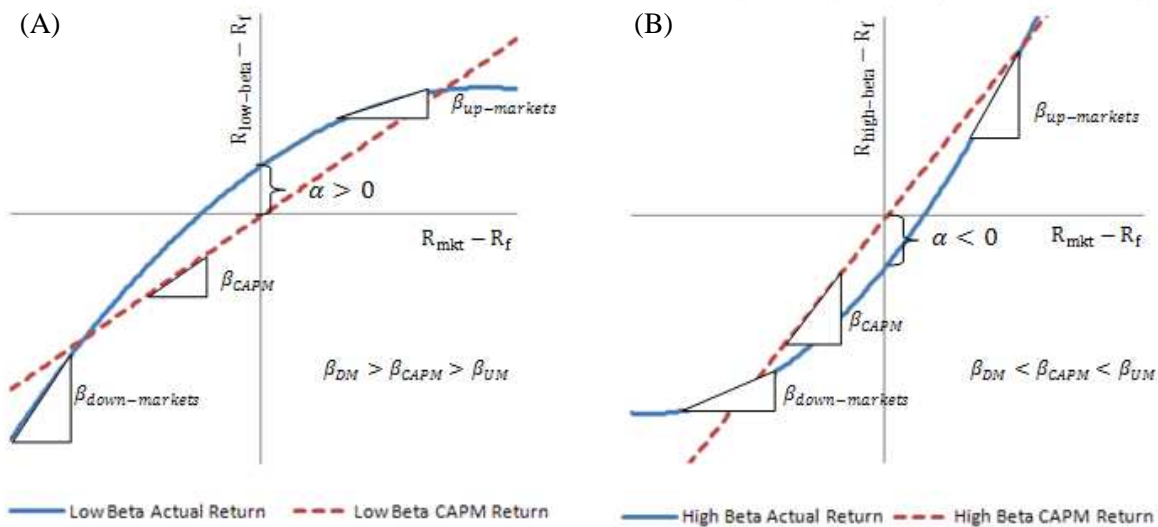 (A)
R_low-beta − R_f
β_up−markets
α > 0
R_mkt − R_f
β_CAPM
β_DM > β_CAPM > β_UM
β_down−markets
Low Beta Actual Return
Low Beta CAPM Return
(B)
R_high-beta − R_f
β_up−markets
α < 0
R_mkt − R_f
β_CAPM
β_DM < β_CAPM < β_UM
β_down−markets
High Beta Actual Return
High Beta CAPM Return